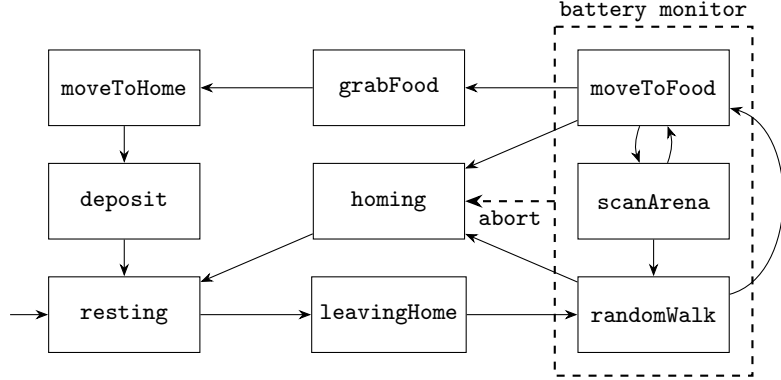 battery monitor
moveToHome
grabFood
moveToFood
deposit
homing
abort
scanArena
resting
leavingHome
randomWalk